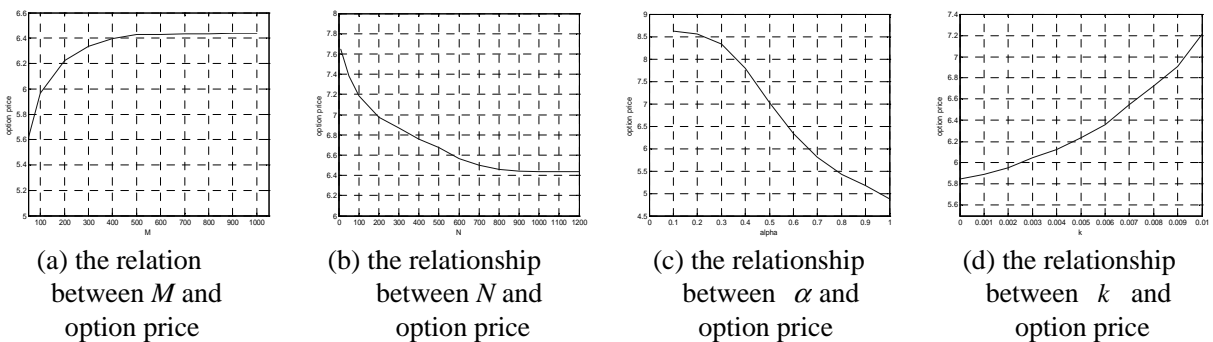 6.6
6.4
6.2
6
5.8
5.6
5.4
5.2
5
option price
100 200 300 400 500 600 700 800 900 1000
M
8
7.8
7.6
7.4
7.2
7
6.8
6.6
6.4
6.2
6
option price
0 100 200 300 400 500 600 700 800 900 1000 1100 1200
N
9
8.5
8
7.5
7
6.5
6
5.5
5
4.5
option price
0 0.1 0.2 0.3 0.4 0.5 0.6 0.7 0.8 0.9 1
alpha
7.4
7.2
7
6.8
6.6
6.4
6.2
6
5.8
5.6
option price
0 0.001 0.002 0.003 0.004 0.005 0.006 0.007 0.008 0.009 0.01
k
(a) the relation
between M and
option price
(b) the relationship
between N and
option price
(c) the relationship
between α and
option price
(d) the relationship
between k and
option price